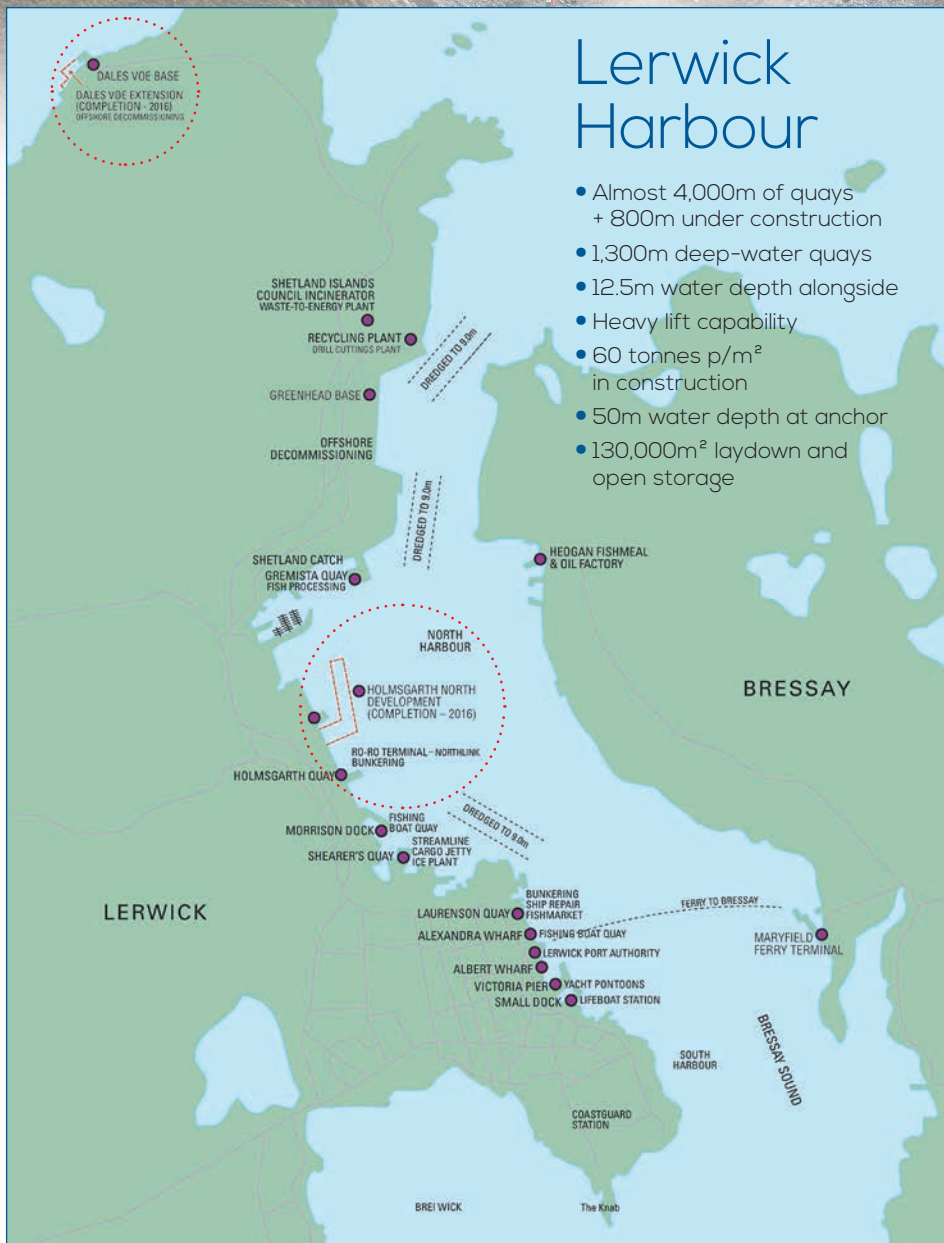 Lerwick
Harbour
• Almost 4,000m of quays
+ 800m under construction
• 1,300m deep-water quays
• 12.5m water depth alongside
• Heavy lift capability
• 60 tonnes p/m²
in construction
• 50m water depth at anchor
• 130,000m² laydown and
open storage
DALES VOE BASE
DALES VOE EXTENSION
(COMPLETION - 2016)
OFFSHORE DECOMMISSIONING
SHETLAND ISLANDS
COUNCIL INCINERATOR
WASTE-TO-ENERGY PLANT
RECYCLING PLANT
DRILL CUTTINGS PLANT
DREDGED TO 9.0m
GREENHEAD BASE
OFFSHORE
DECOMMISSIONING
DREDGED TO 9.0m
SHETLAND CATCH
GREMISTA QUAY
FISH PROCESSING
HEOGAN FISHMEAL
& OIL FACTORY
NORTH
HARBOUR
HOLMSGARTH NORTH
DEVELOPMENT
(COMPLETION – 2016)
BRESSAY
RO-RO TERMINAL – NORTHLINK
BUNKERING
HOLMSGARTH QUAY
DREDGED TO 9.0m
MORRISON DOCK
FISHING
BOAT QUAY
SHEARER'S QUAY
STREAMLINE
CARGO JETTY
ICE PLANT
LERWICK
LAURENSON QUAY
BUNKERING
SHIP REPAIR
FISHMARKET
FERRY TO BRESSAY
ALEXANDRA WHARF
FISHING BOAT QUAY
MARYFIELD
FERRY TERMINAL
LERWICK PORT AUTHORITY
ALBERT WHARF
VICTORIA PIER
YACHT PONTOONS
SMALL DOCK
LIFEBOAT STATION
BRESSAY SOUND
SOUTH
HARBOUR
COASTGUARD
STATION
BREI WICK
The Knab